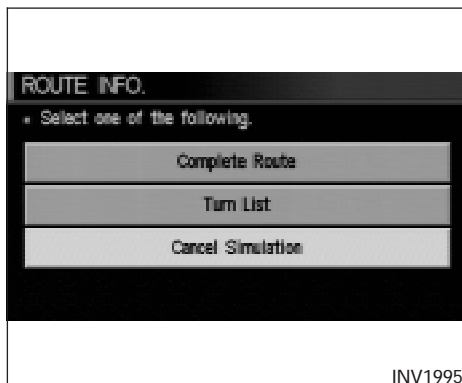 ROUTE INFO.
• Select one of the following.
Complete Route
Turn List
Cancel Simulation
INV1995